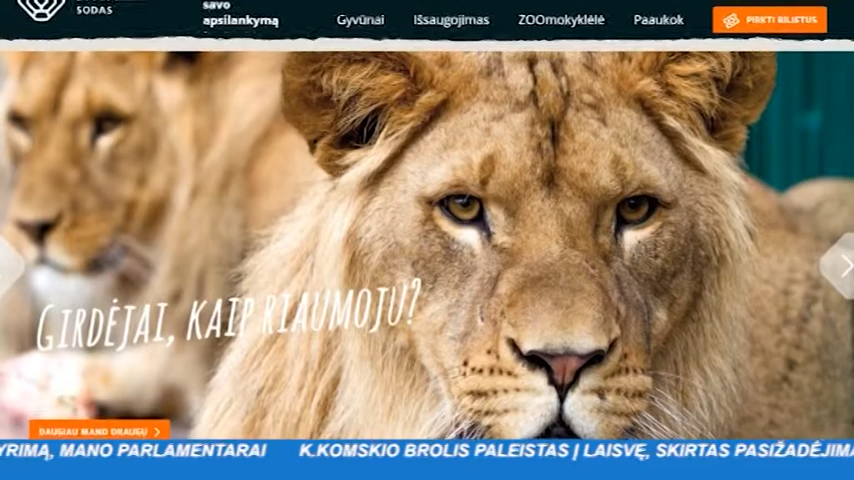 SODAS
savo
apsilankymą
Gyvūnai
Išsaugojimas
ZOOmokyklėlė
Paaukok
PIRKTI BILIETUS
GIRDĖJAI, KAIP RIAUMOJU?
DAUGIAU MANO DRAUGŲ
YRIMĄ, MANO PARLAMENTARAI K.KOMSKIO BROLIS PALEISTAS Į LAISVĘ, SKIRTAS PASIŽADĖJIMA